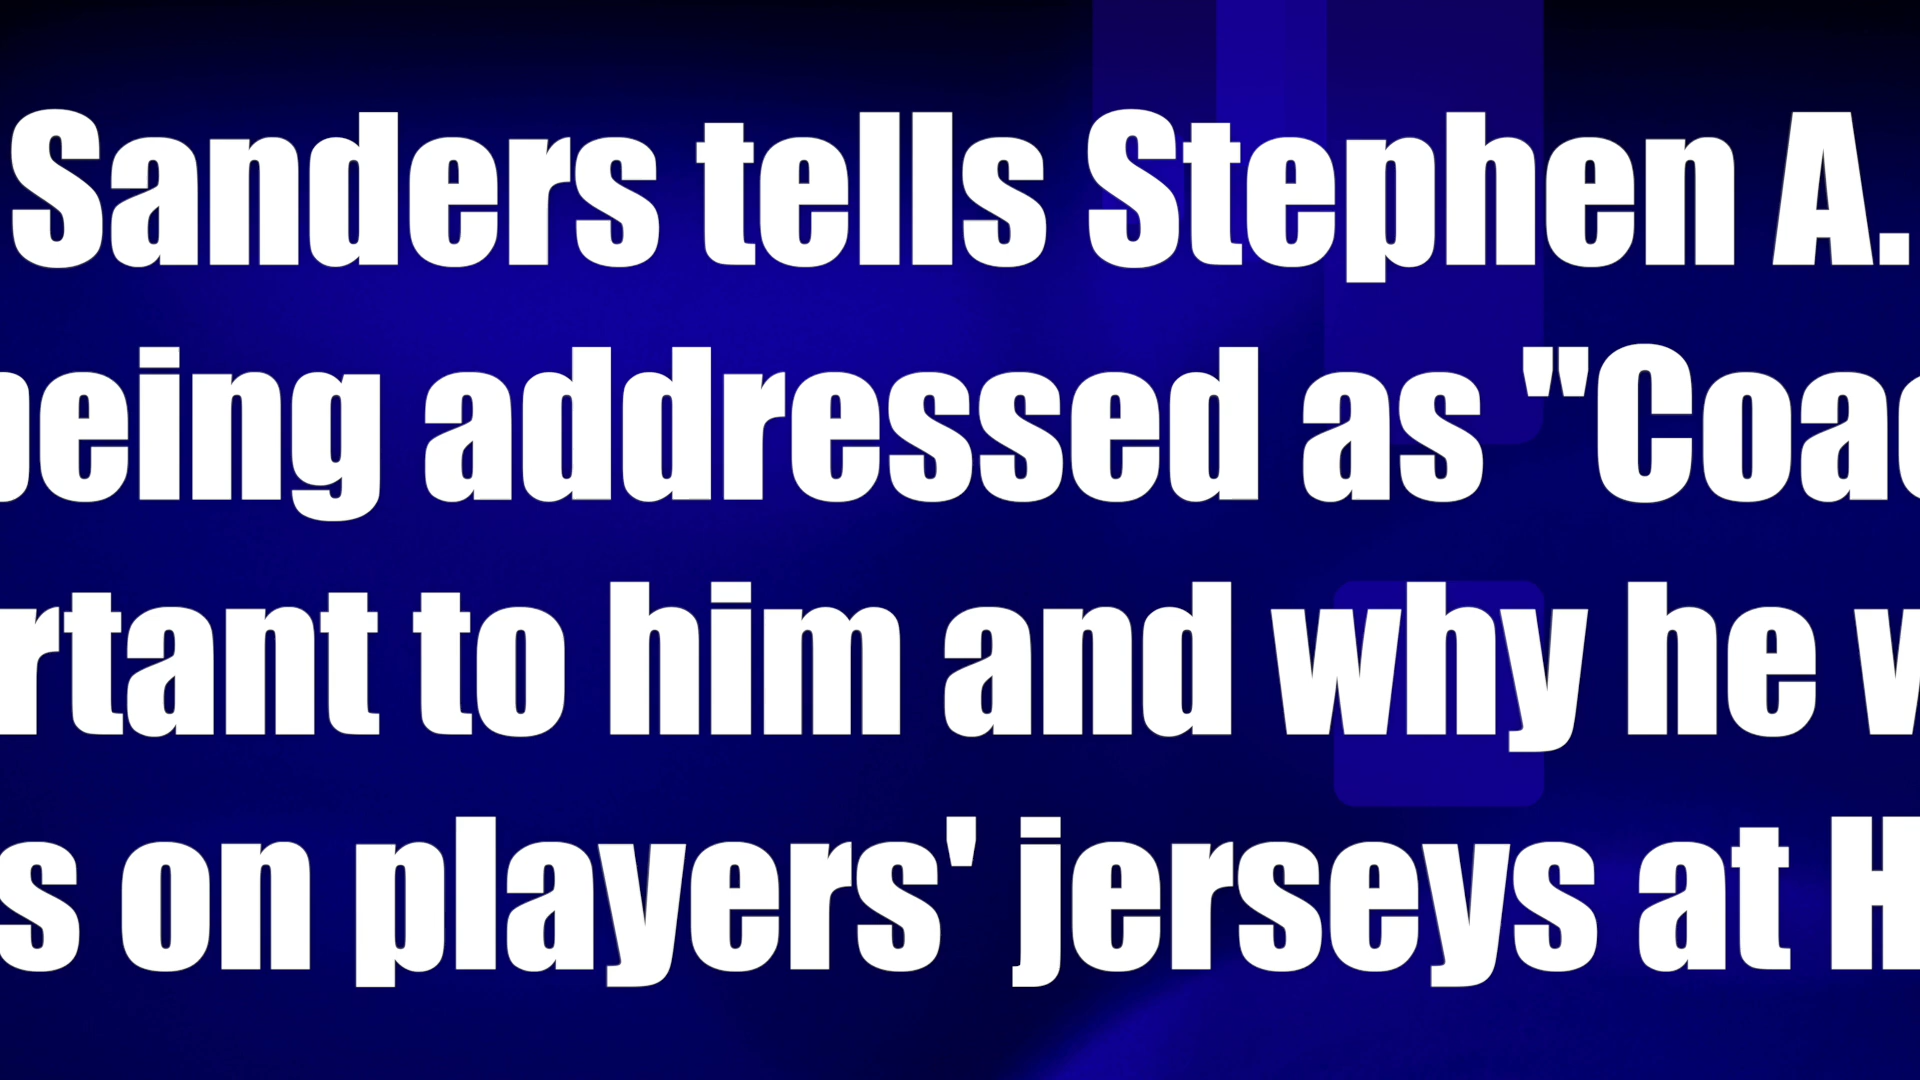 Sanders tells Stephen A.
being addressed as "Coac
rtant to him and why he
s on players' jerseys at H